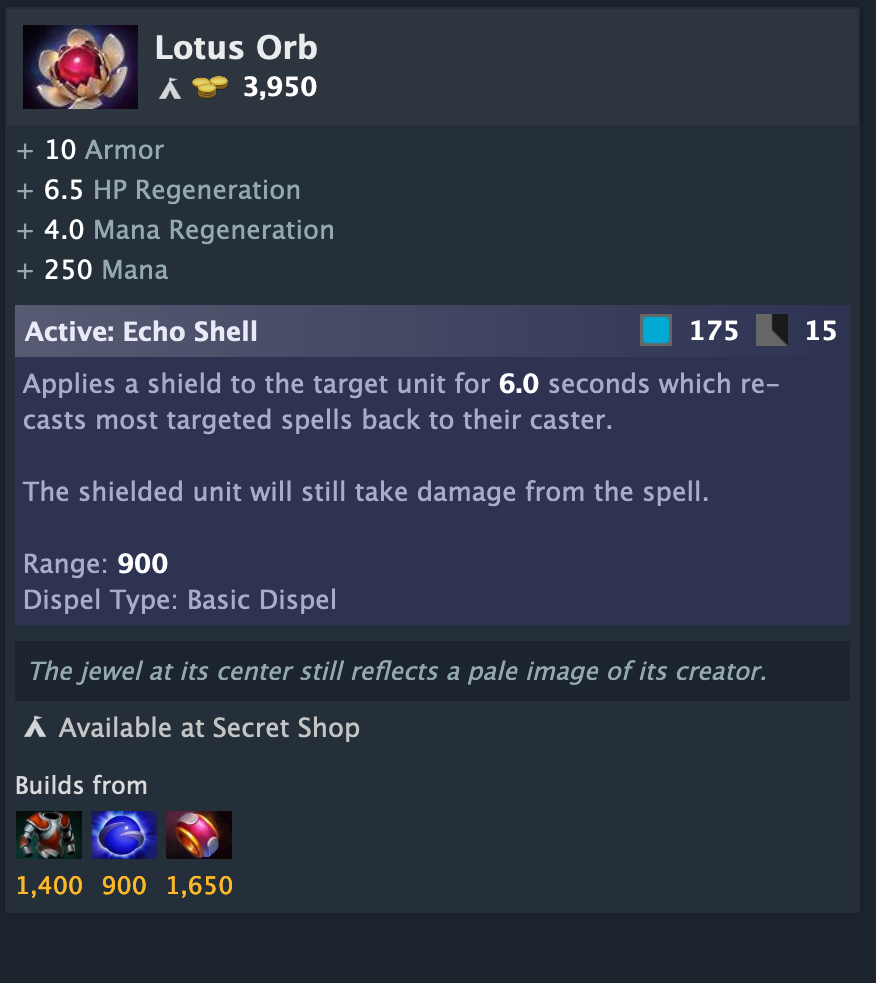 Lotus Orb
3,950
+ 10 Armor
+ 6.5 HP Regeneration
+ 4.0 Mana Regeneration
+ 250 Mana
Active: Echo Shell 175 15
Applies a shield to the target unit for 6.0 seconds which re-
casts most targeted spells back to their caster.
The shielded unit will still take damage from the spell.
Range: 900
Dispel Type: Basic Dispel
The jewel at its center still reflects a pale image of its creator.
Available at Secret Shop
Builds from
1,400 900 1,650